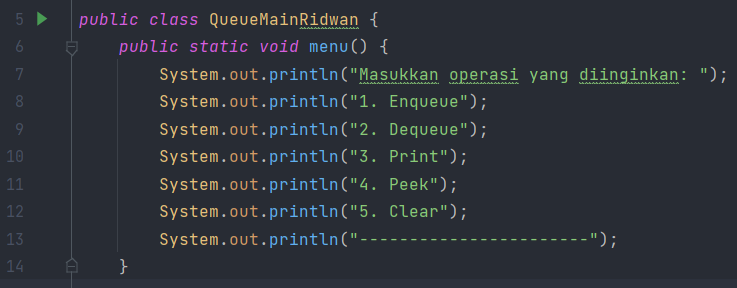 5 public class QueueMainRidwan {
6 public static void menu() {
7 System.out.println("Masukkan operasi yang diinginkan: ");
8 System.out.println("1. Enqueue");
9 System.out.println("2. Dequeue");
10 System.out.println("3. Print");
11 System.out.println("4. Peek");
12 System.out.println("5. Clear");
13 System.out.println("-----------------------");
14 }